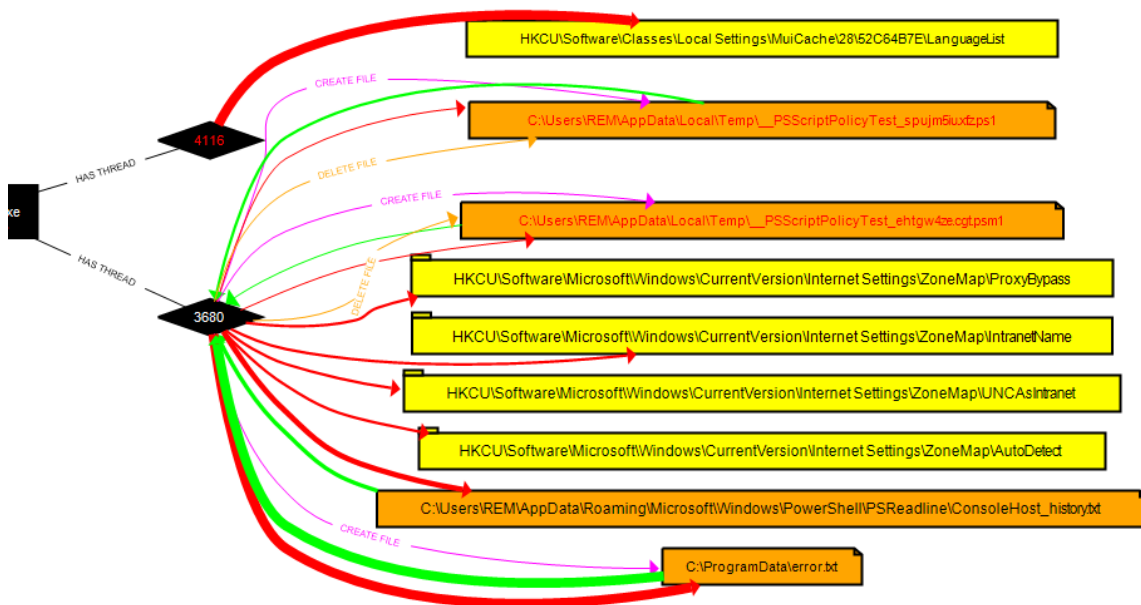 HKCU\Software\Classes\Local Settings\MuiCache\28\52C64B7E\LanguageList
CREATE FILE
C:\Users\REM\AppData\Local\Temp\__PSScriptPolicyTest_spujm5iu.xfz.ps1
4116
HAS THREAD
DELETE FILE
CREATE FILE
xe
C:\Users\REM\AppData\Local\Temp\__PSScriptPolicyTest_ehtgw4ze.cgt.psm1
HAS THREAD
DELETE FILE
HKCU\Software\Microsoft\Windows\CurrentVersion\Internet Settings\ZoneMap\ProxyBypass
3680
HKCU\Software\Microsoft\Windows\CurrentVersion\Internet Settings\ZoneMap\IntranetName
HKCU\Software\Microsoft\Windows\CurrentVersion\Internet Settings\ZoneMap\UNCAsIntranet
HKCU\Software\Microsoft\Windows\CurrentVersion\Internet Settings\ZoneMap\AutoDetect
C:\Users\REM\AppData\Roaming\Microsoft\Windows\PowerShell\PSReadline\ConsoleHost_history.txt
CREATE FILE
C:\ProgramData\error.txt